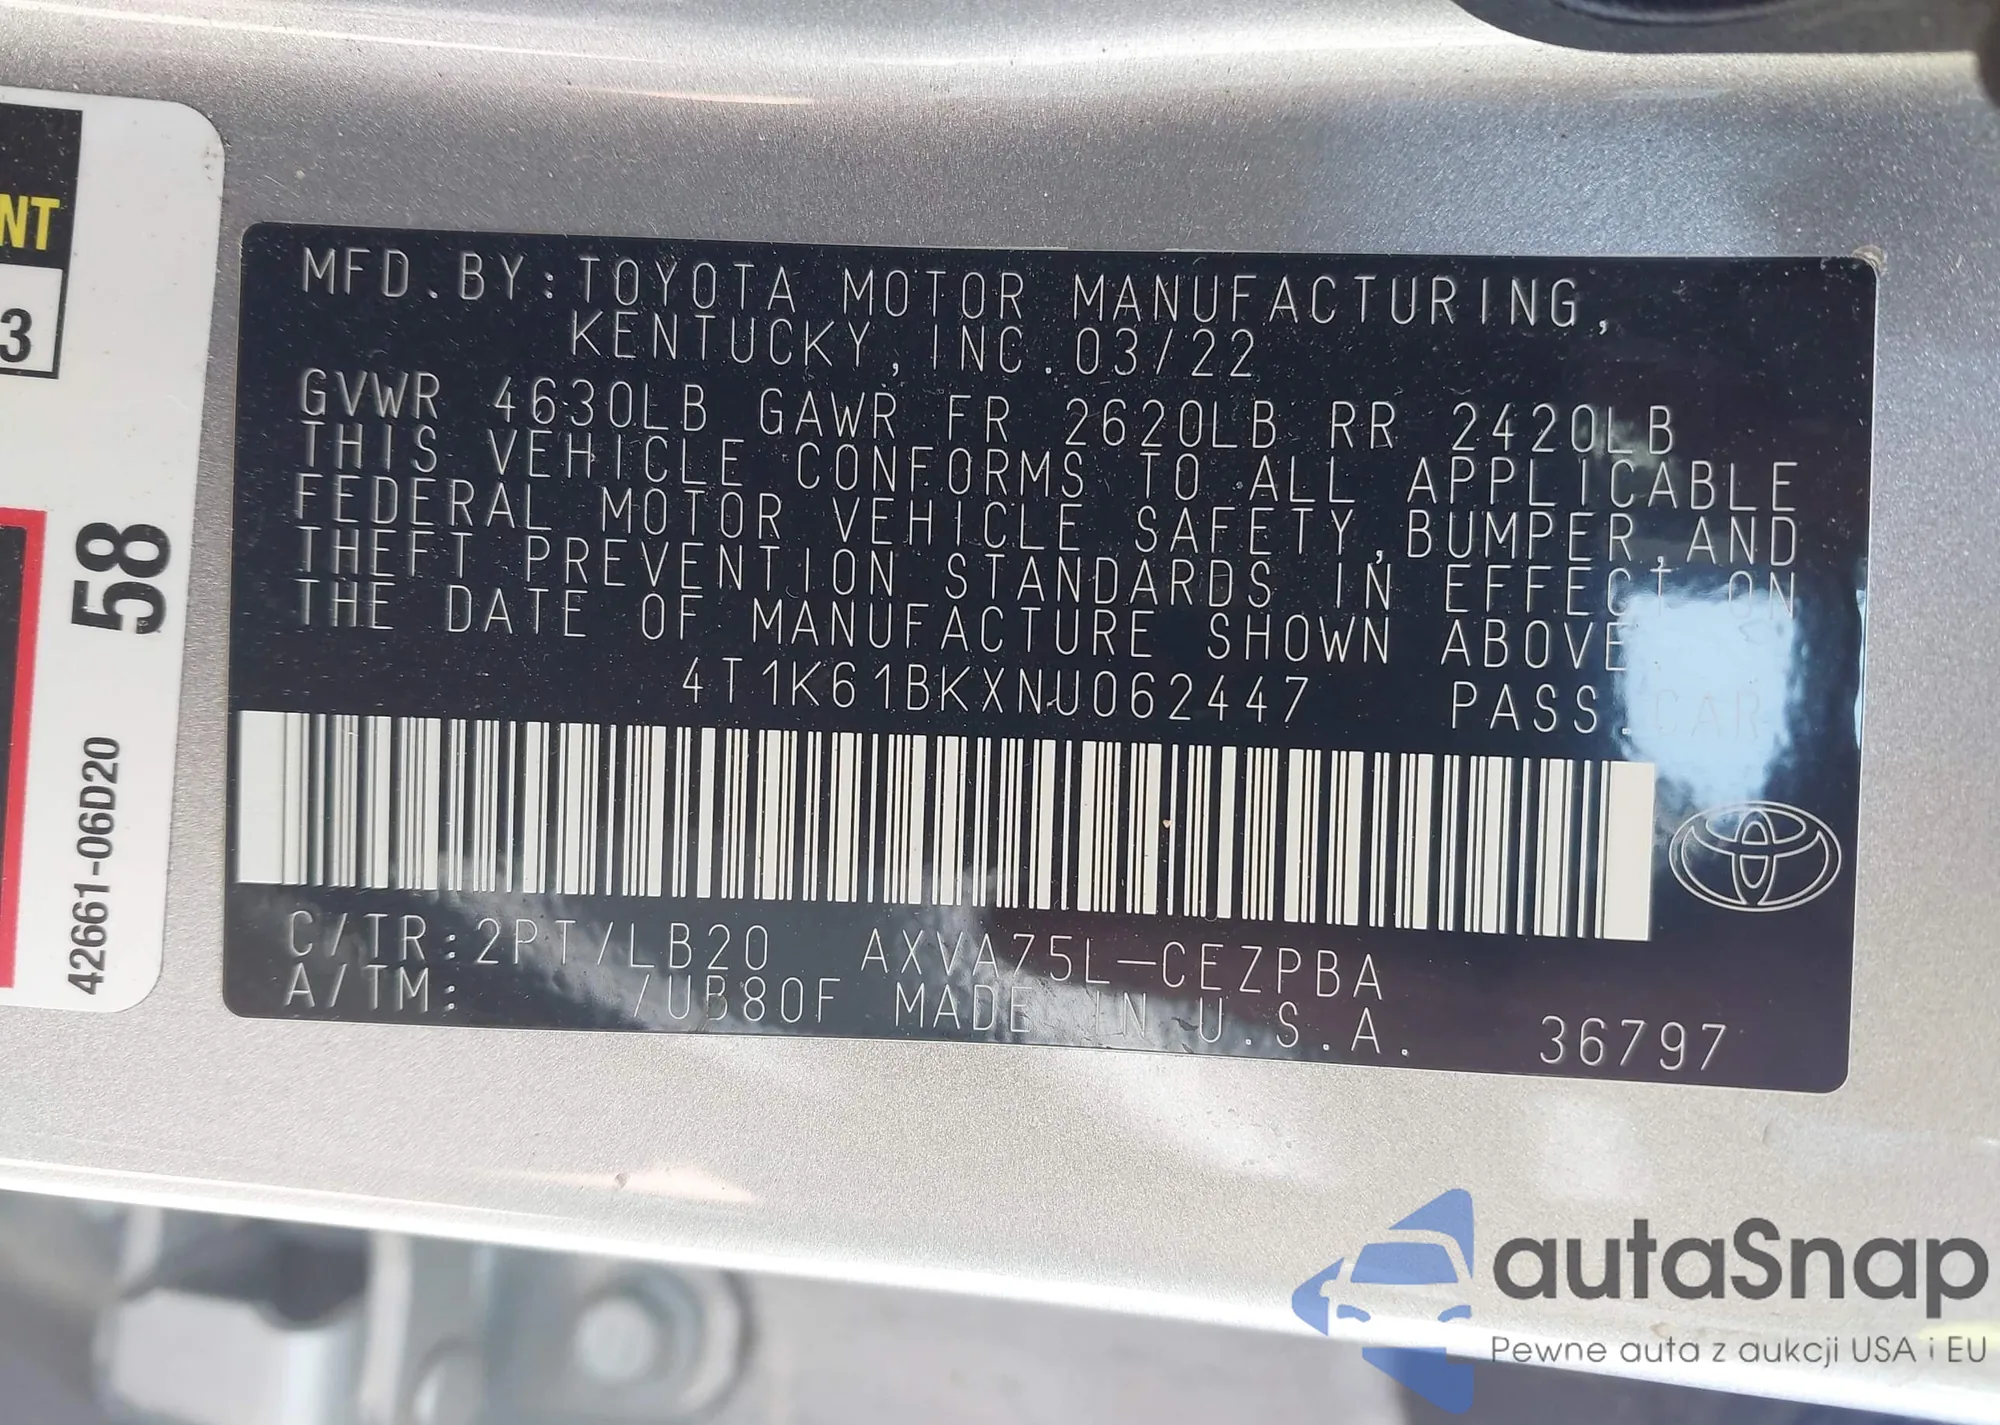 NT
3
58
42661-06D20
MFD.BY:TOYOTA MOTOR MANUFACTURING,
KENTUCKY,INC.03/22
GVWR 4630LB GAWR FR 2620LB RR 2420LB
THIS VEHICLE CONFORMS TO ALL APPLICABLE
FEDERAL MOTOR VEHICLE SAFETY,BUMPER,AND
THEFT PREVENTION STANDARDS IN EFFECT ON
THE DATE OF MANUFACTURE SHOWN ABOVE.
4T1K61BKXNU062447 PASS.CAR
C/TR:2PT/LB20 AXVA75L-CEZPBA
A/TM: /UB80F MADE IN U.S.A. 36797
autaSnap
Pewne auta z aukcji USA i EU